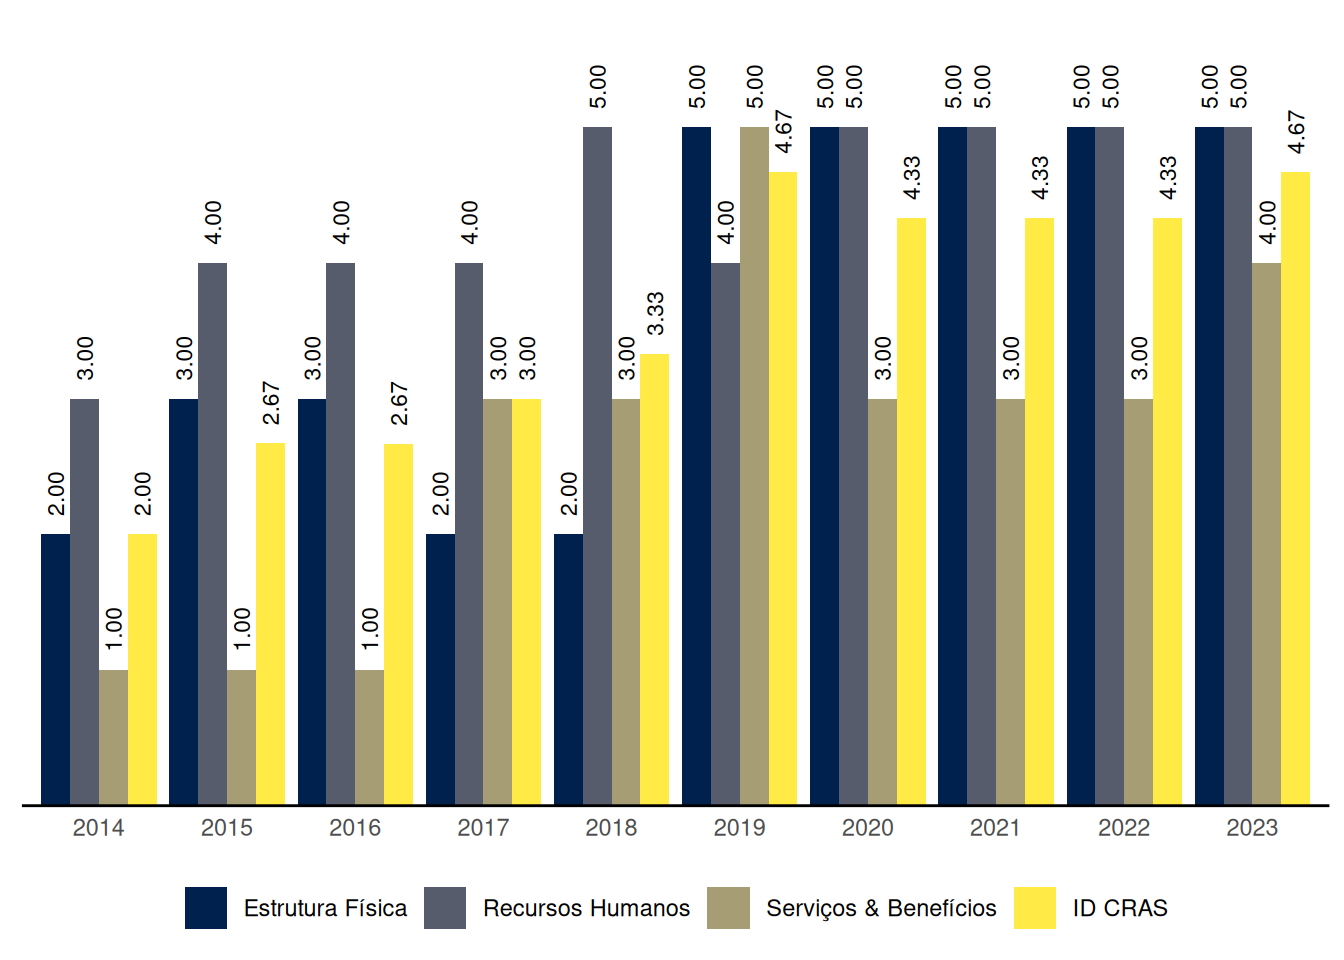 2.00 3.00 1.00 2.00
3.00 4.00 1.00 2.67
3.00 4.00 1.00 2.67
2.00 4.00 3.00 3.00
2.00 5.00 3.00 3.33
5.00 4.00 5.00 4.67
5.00 5.00 3.00 4.33
5.00 5.00 3.00 4.33
5.00 5.00 3.00 4.33
5.00 5.00 4.00 4.67
2014 2015 2016 2017 2018 2019 2020 2021 2022 2023
Estrutura Física Recursos Humanos Serviços & Benefícios ID CRAS